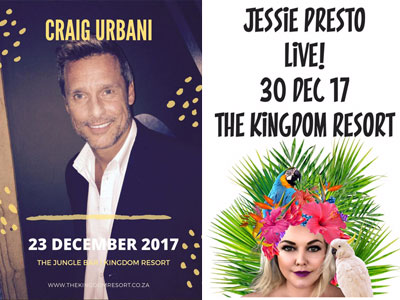 CRAIG URBANI
23 DECEMBER 2017
THE JUNGLE BAR KINGDOM RESORT
WWW.THEKINGDOMRESORT.CO.ZA
JESSIE PRESTO
LIVE!
30 DEC 17
THE KINGDOM RESORT